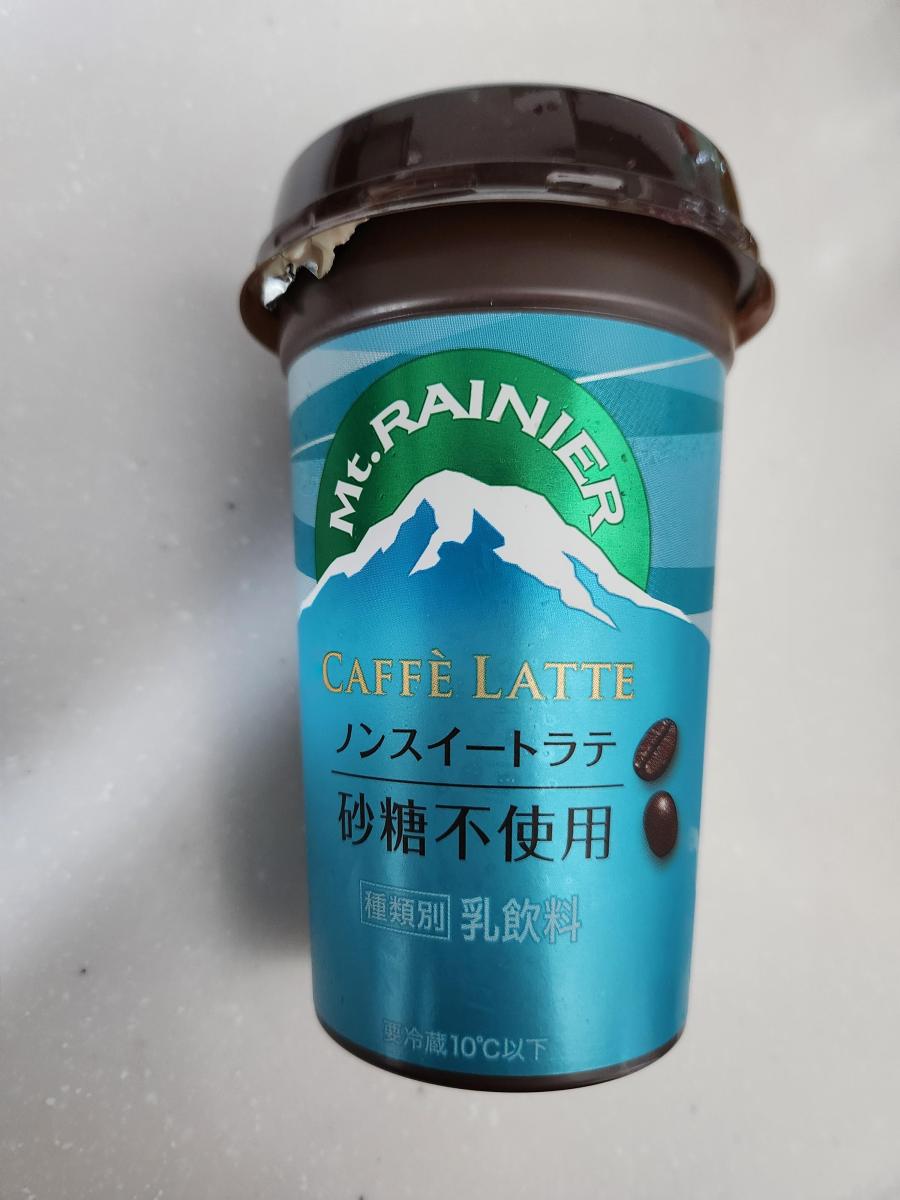 Mt. RAINIER
CAFFÈ LATTE
ノンスイートラテ
砂糖不使用
種類別 乳飲料
要冷蔵10℃以下